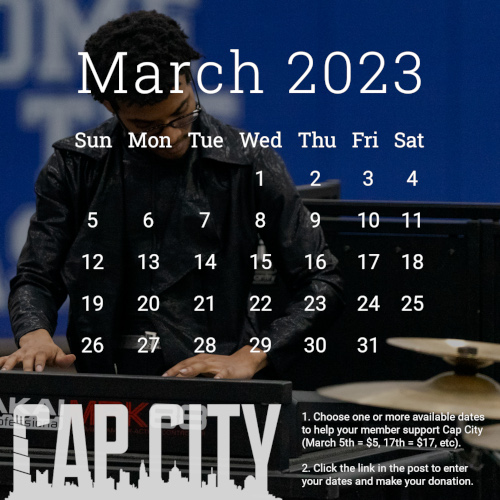 March 2023
Sun Mon Tue Wed Thu Fri Sat
1 2 3 4
5 6 7 8 9 10 11
12 13 14 15 16 17 18
19 20 21 22 23 24 25
26 27 28 29 30 31
CAP CITY
1. Choose one or more available dates
to help your member support Cap City
(March 5th = $5, 17th = $17, etc).
2. Click the link in the post to enter
your dates and make your donation.